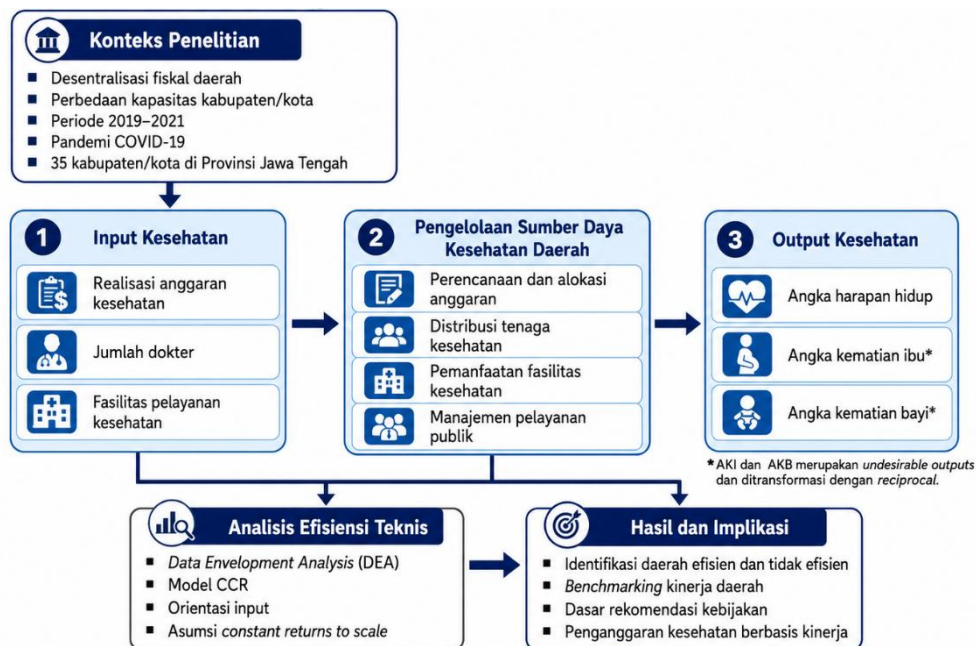 Konteks Penelitian
■ Desentralisasi fiskal daerah
■ Perbedaan kapasitas kabupaten/kota
■ Periode 2019–2021
■ Pandemi COVID-19
■ 35 kabupaten/kota di Provinsi Jawa Tengah
1 Input Kesehatan
Realisasi anggaran
kesehatan
Jumlah dokter
Fasilitas pelayanan
kesehatan
2 Pengelolaan Sumber Daya
Kesehatan Daerah
Perencanaan dan alokasi
anggaran
Distribusi tenaga
kesehatan
Pemanfaatan fasilitas
kesehatan
Manajemen pelayanan
publik
3 Output Kesehatan
Angka harapan hidup
Angka kematian ibu*
Angka kematian bayi*
*AKI dan AKB merupakan undesirable outputs
dan ditransformasi dengan reciprocal.
Analisis Efisiensi Teknis
■ Data Envelopment Analysis (DEA)
■ Model CCR
■ Orientasi input
■ Asumsi constant returns to scale
Hasil dan Implikasi
■ Identifikasi daerah efisien dan tidak efisien
■ Benchmarking kinerja daerah
■ Dasar rekomendasi kebijakan
■ Penganggaran kesehatan berbasis kinerja